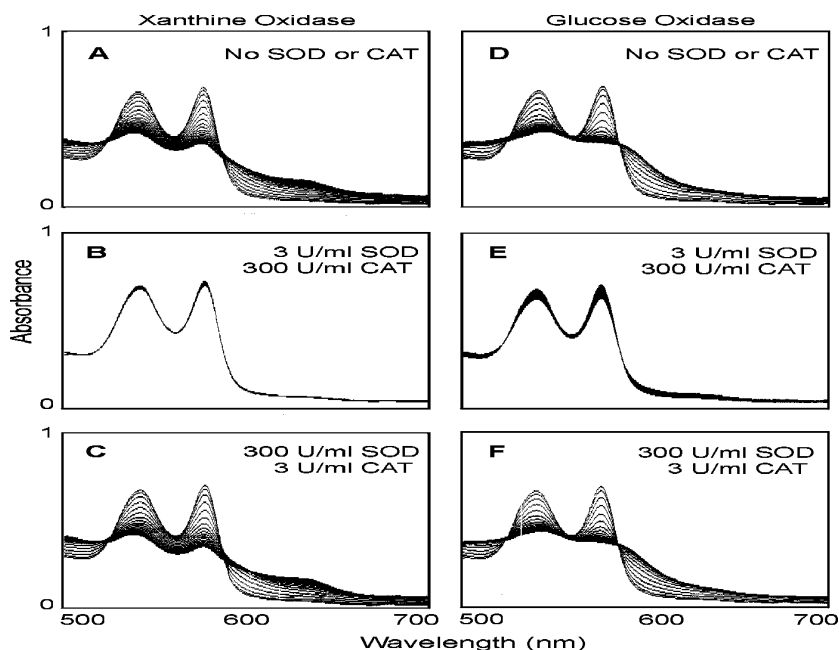 Xanthine Oxidase
Glucose Oxidase
1
A
No SOD or CAT
0
D
No SOD or CAT
1
B
3 U/ml SOD
300 U/ml CAT
0
E
3 U/ml SOD
300 U/ml CAT
1
C
300 U/ml SOD
3 U/ml CAT
0
F
300 U/ml SOD
3 U/ml CAT
Absorbance
500
600
700
500
600
700
Wavelength (nm)